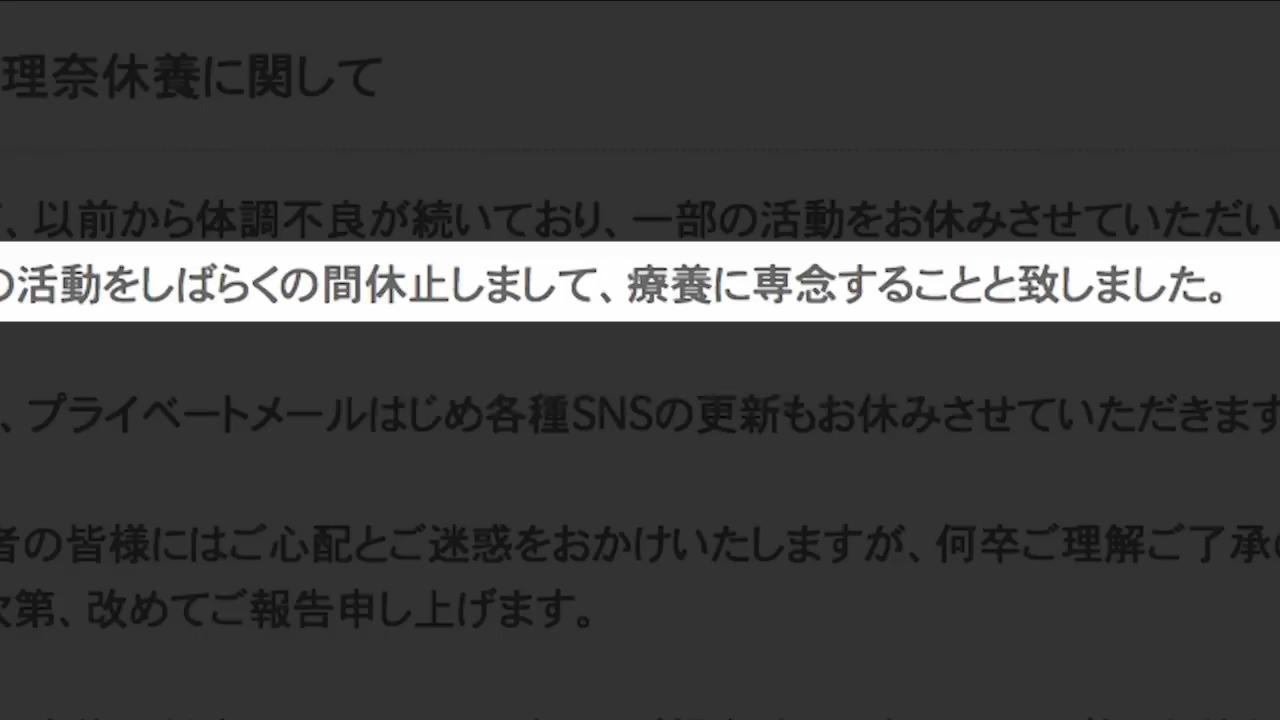 理奈休養に関して
、以前から体調不良が続いており、一部の活動をお休みさせていただい
の活動をしばらくの間休止しまして、療養に専念することと致しました。
、プライベートメールはじめ各種SNSの更新もお休みさせていただきます
者の皆様にはご心配とご迷惑をおかけいたしますが、何卒ご理解ご了承の
次第、改めてご報告申し上げます。